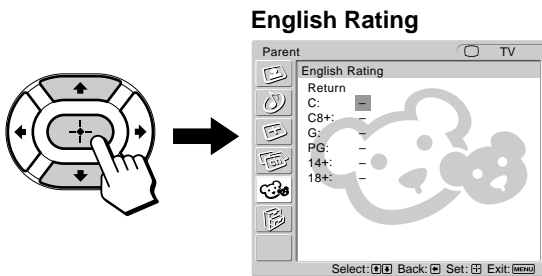 English Rating
Parent TV
English Rating
Return
C: –
C8+: –
G: –
PG: –
14+: –
18+: –
Select: Back: Set: Exit: MENU